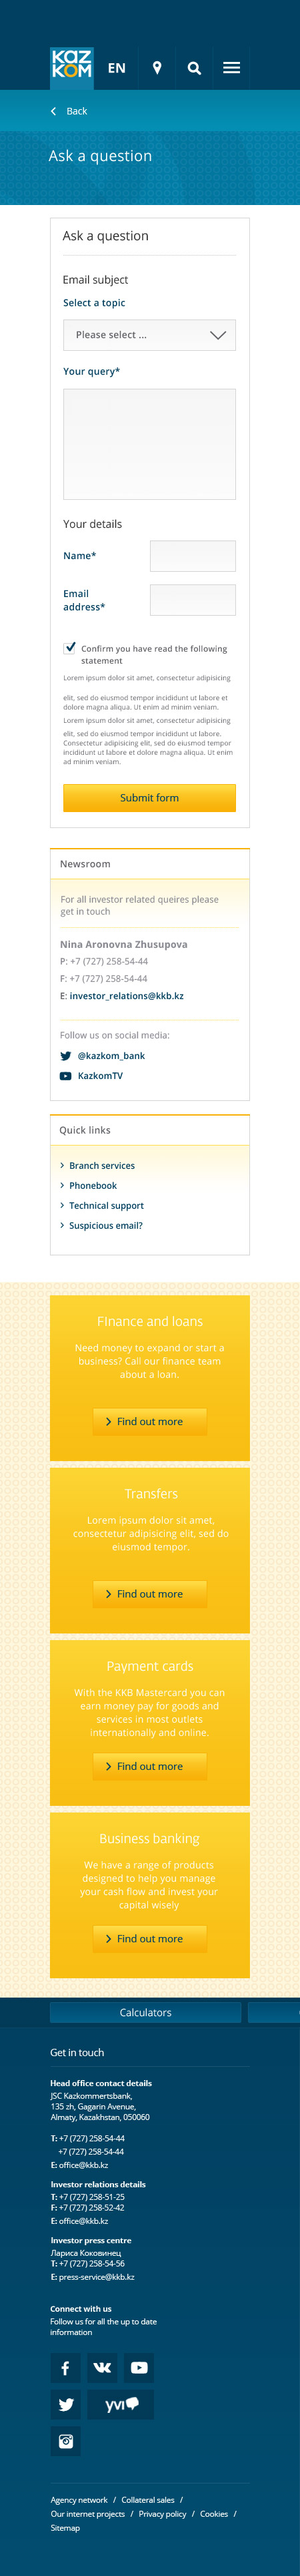 KAZ
KOM
EN
Back
Ask a question
Ask a question
Email subject
Select a topic
Please select ...
Your query*
Your details
Name*
Email
address*
Confirm you have read the following
statement
Lorem ipsum dolor sit amet, consectetur adipisicing
elit, sed do eiusmod tempor incididunt ut labore et
dolore magna aliqua. Ut enim ad minim veniam.
Lorem ipsum dolor sit amet, consectetur adipisicing
elit, sed do eiusmod tempor incididunt ut labore.
Consectetur adipisicing elit, sed do eiusmod tempor
incididunt ut labore et dolore magna aliqua. Ut enim
ad minim veniam.
Submit form
Newsroom
For all investor related queires please
get in touch
Nina Aronovna Zhusupova
P: +7 (727) 258-54-44
F: +7 (727) 258-54-44
E: investor_relations@kkb.kz
Follow us on social media:
@kazkom_bank
KazkomTV
Quick links
Branch services
Phonebook
Technical support
Suspicious email?
FInance and loans
Need money to expand or start a
business? Call our finance team
about a loan.
Find out more
Transfers
Lorem ipsum dolor sit amet,
consectetur adipisicing elit, sed do
eiusmod tempor.
Find out more
Payment cards
With the KKB Mastercard you can
earn money pay for goods and
services in most outlets
internationally and online.
Find out more
Business banking
We have a range of products
designed to help you manage
your cash flow and invest your
capital wisely
Find out more
Calculators
Get in touch
Head office contact details
JSC Kazkommertsbank,
135 zh, Gagarin Avenue,
Almaty, Kazakhstan, 050060
T: +7 (727) 258-54-44
+7 (727) 258-54-44
E: office@kkb.kz
Investor relations details
T: +7 (727) 258-51-25
F: +7 (727) 258-52-42
E: office@kkb.kz
Investor press centre
Лариса Коковинец
T: +7 (727) 258-54-56
E: press-service@kkb.kz
Connect with us
Follow us for all the up to date
information
yvi
Agency network / Collateral sales /
Our internet projects / Privacy policy / Cookies /
Sitemap